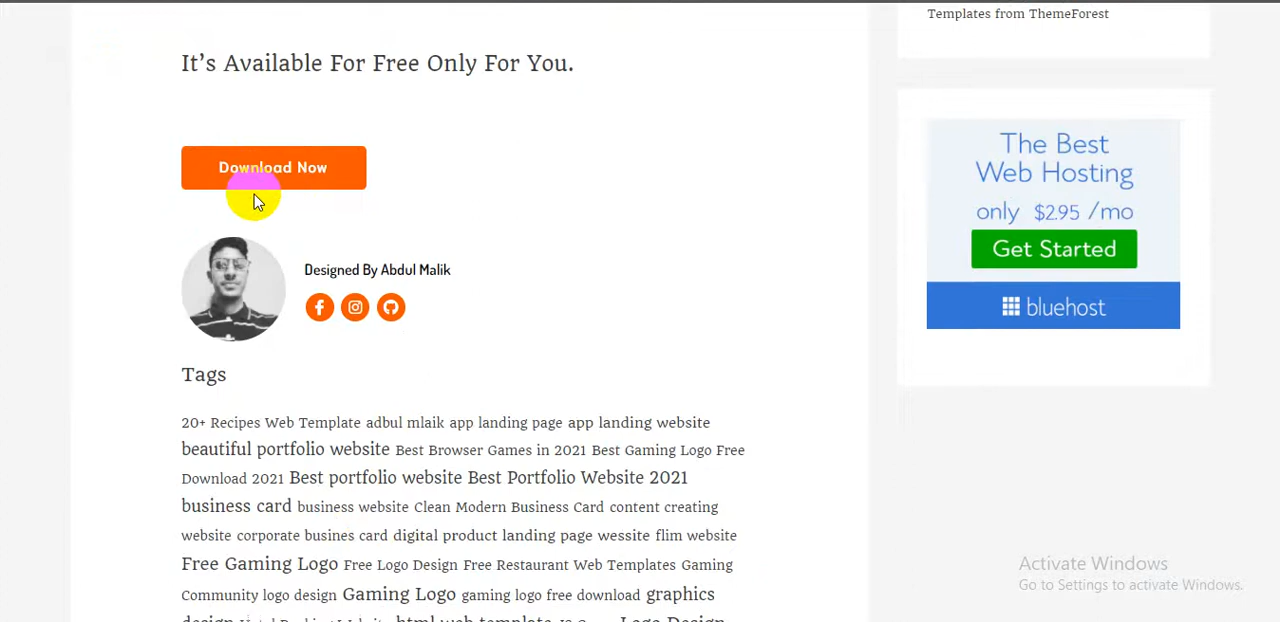 Templates from ThemeForest
It's Available For Free Only For You.
Download Now
The Best
Web Hosting
only $2.95 /mo
Get Started
bluehost
Designed By Abdul Malik
Tags
20+ Recipes Web Template adbul mlaik app landing page app landing website
beautiful portfolio website Best Browser Games in 2021 Best Gaming Logo Free
Download 2021 Best portfolio website Best Portfolio Website 2021
business card business website Clean Modern Business Card content creating
website corporate busines card digital product landing page wessite flim website
Free Gaming Logo Free Logo Design Free Restaurant Web Templates Gaming
Community logo design Gaming Logo gaming logo free download graphics
Activate Windows
Go to Settings to activate Windows.